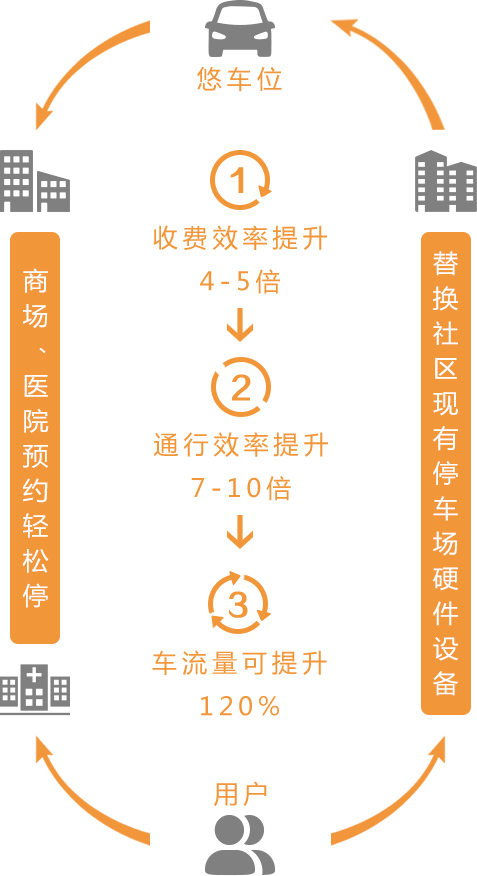 悠车位
1
收费效率提升
4-5倍
2
通行效率提升
7-10倍
3
车流量可提升
120%
商场、医院预约轻松停
替换社区现有停车场硬件设备
用户